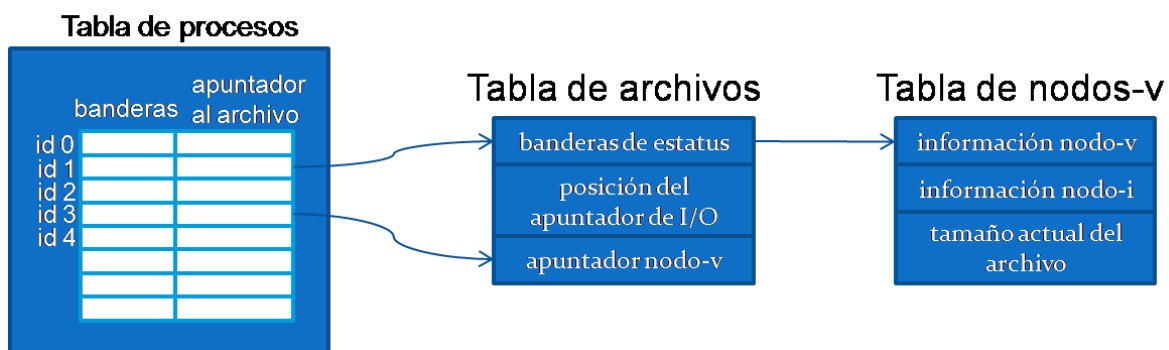 Tabla de procesos
banderas
apuntador
al archivo
id 0
id 1
id 2
id 3
id 4
Tabla de archivos
banderas de estatus
posición del
apuntador de I/O
apuntador nodo-v
Tabla de nodos-v
información nodo-v
información nodo-i
tamaño actual del
archivo